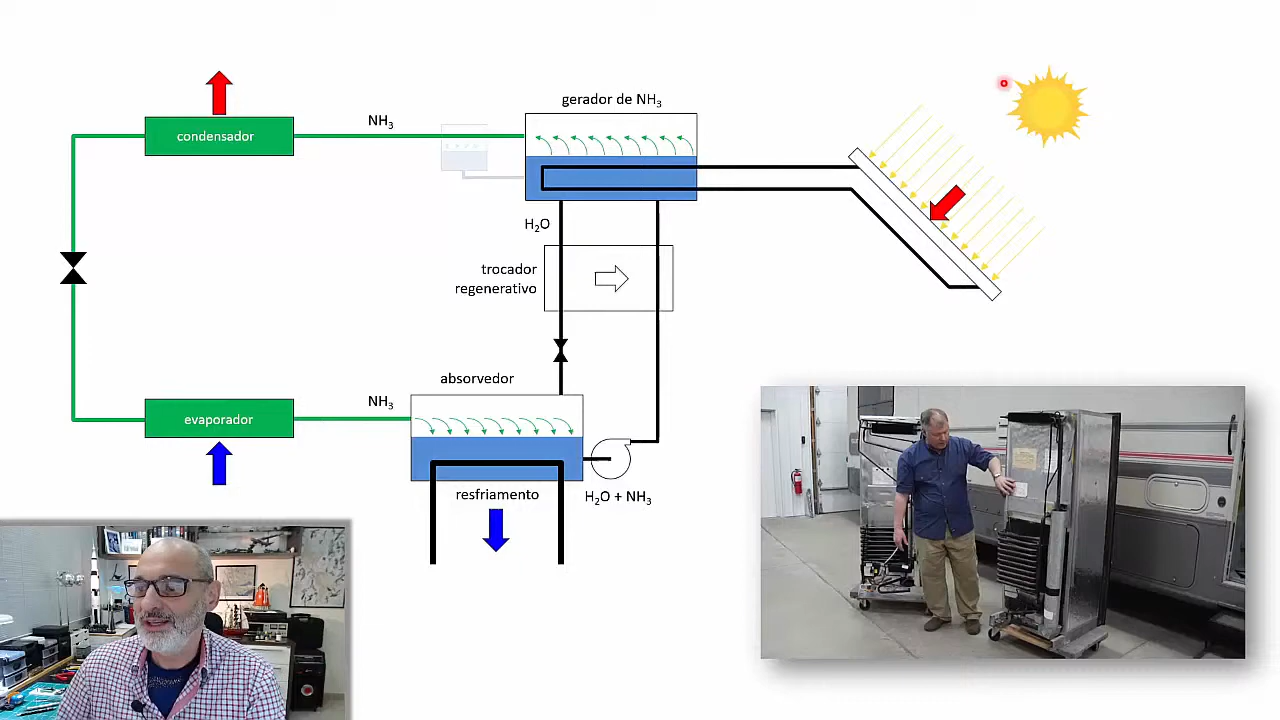 gerador de NH₃
NH₃
condensador
H₂O
trocador
regenerativo
absorvedor
NH₃
evaporador
resfriamento
H₂O + NH₃